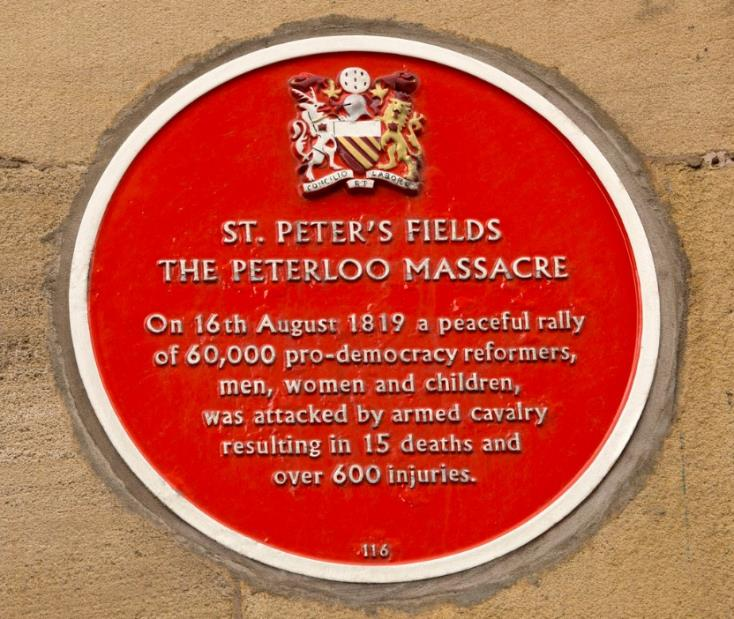 CONCILIO ET LABORE
ST. PETER'S FIELDS
THE PETERLOO MASSACRE
On 16th August 1819 a peaceful rally
of 60,000 pro-democracy reformers,
men, women and children,
was attacked by armed cavalry
resulting in 15 deaths and
over 600 injuries.
116